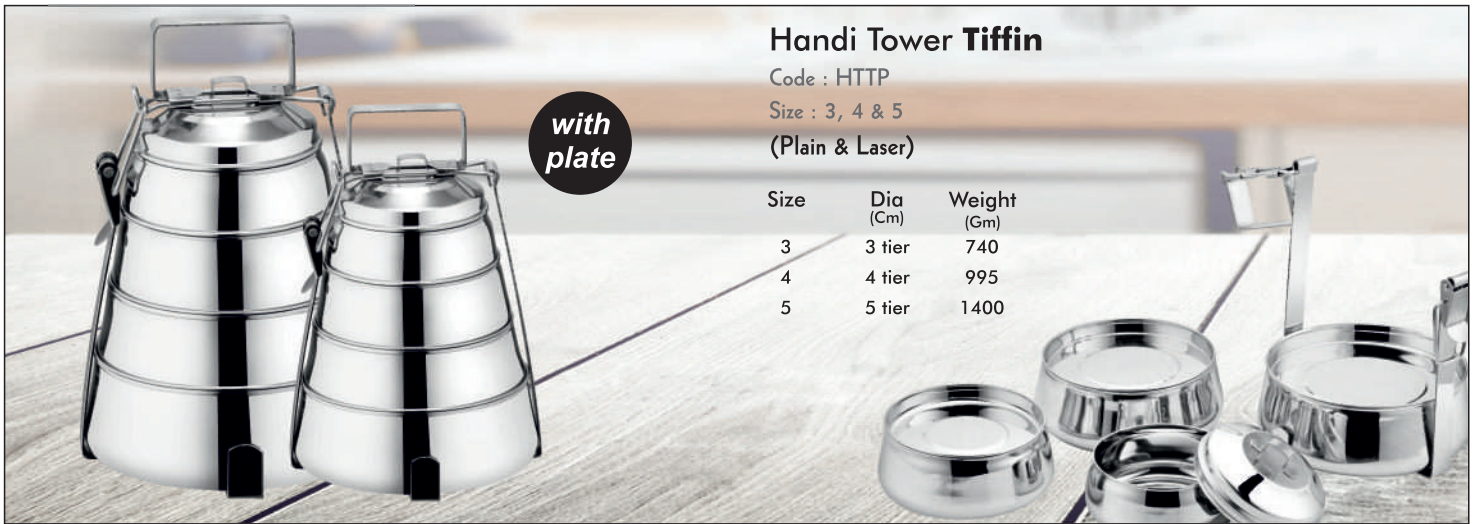 Handi Tower Tiffin
Code : HTTP
Size : 3, 4 & 5
(Plain & Laser)
with
plate
Size Dia Weight
(Cm) (Gm)
3 3 tier 740
4 4 tier 995
5 5 tier 1400